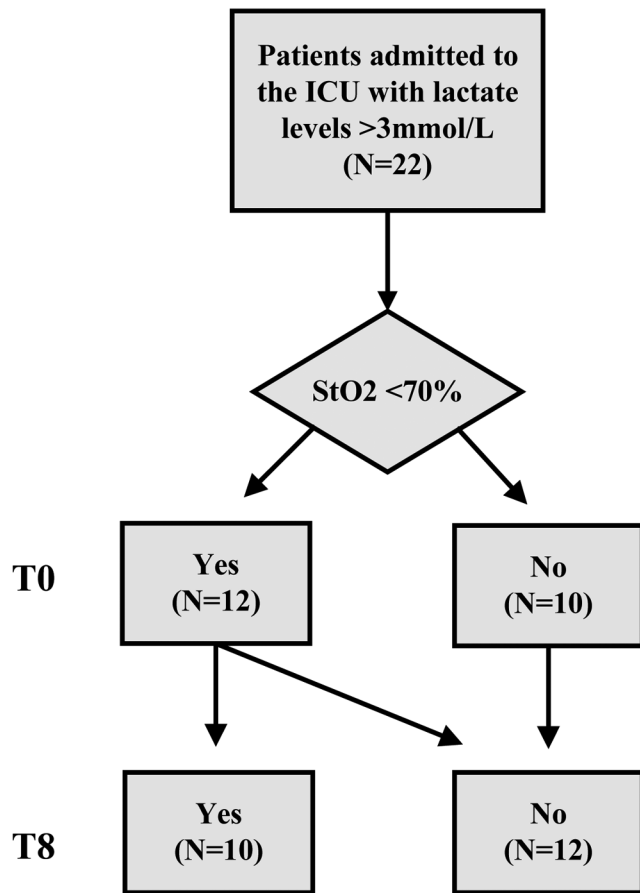 Patients admitted to
the ICU with lactate
levels >3mmol/L
(N=22)
StO2 <70%
T0
Yes
(N=12)
No
(N=10)
T8
Yes
(N=10)
No
(N=12)